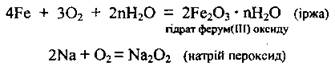 4Fe + 3O₂ + 2nH₂O = 2Fe₂O₃ · nH₂O (іржа)
гідрат ферум(III) оксиду
2Na + O₂ = Na₂O₂ (натрій пероксид)